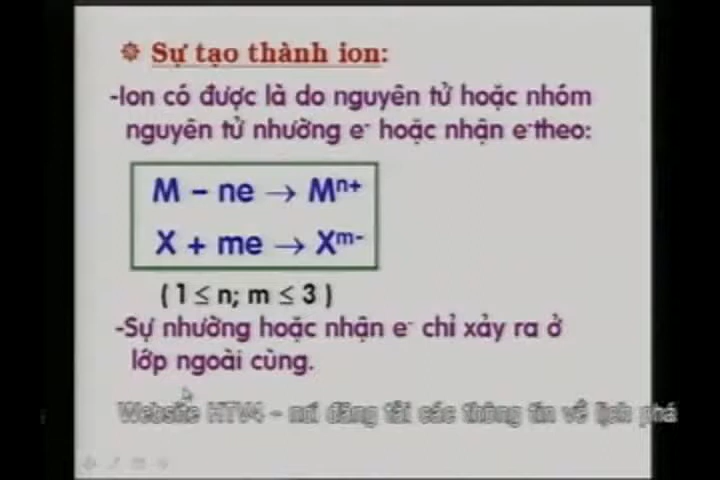 Sự tạo thành ion:
-Ion có được là do nguyên tử hoặc nhóm
nguyên tử nhường e⁻ hoặc nhận e⁻theo:
M – ne → Mⁿ⁺
X + me → Xᵐ⁻
( 1 ≤ n; m ≤ 3 )
-Sự nhường hoặc nhận e⁻ chỉ xảy ra ở
lớp ngoài cùng.
Website HTV4 – nơi đăng tải các thông tin về lịch phá